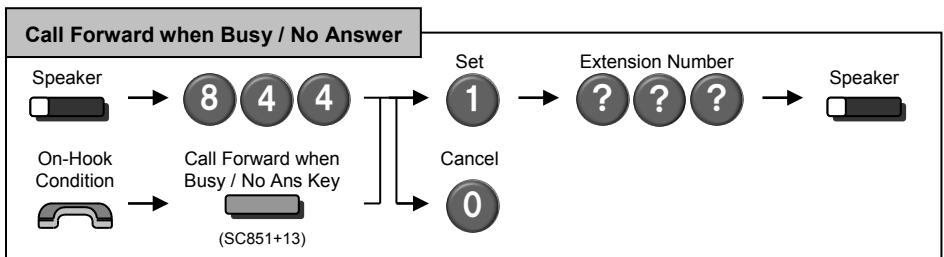 Call Forward when Busy / No Answer
Speaker
8 4 4
Set
1
Extension Number
? ? ?
Speaker
On-Hook
Condition
Call Forward when
Busy / No Ans Key
(SC851+13)
Cancel
0